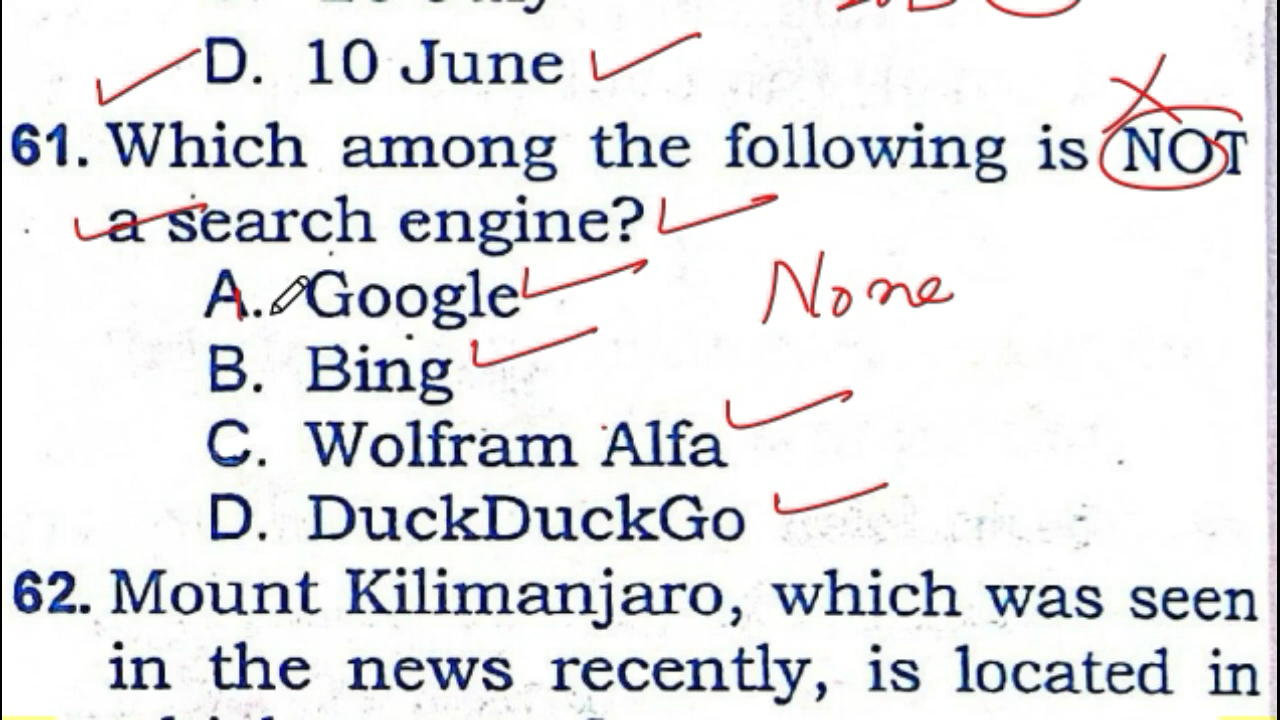 D. 10 June
61. Which among the following is NOT
a search engine?
A. Google
None
B. Bing
C. Wolfram Alfa
D. DuckDuckGo
62. Mount Kilimanjaro, which was seen
in the news recently, is located in